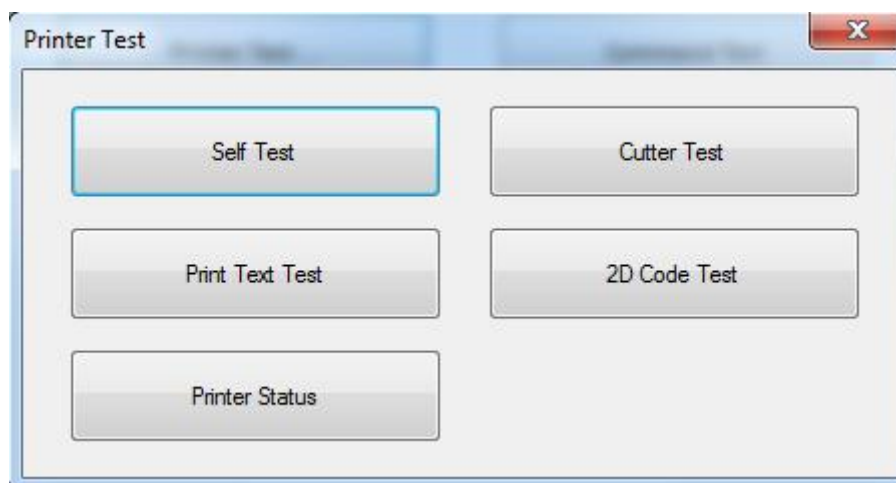 Printer Test
Self Test
Cutter Test
Print Text Test
2D Code Test
Printer Status